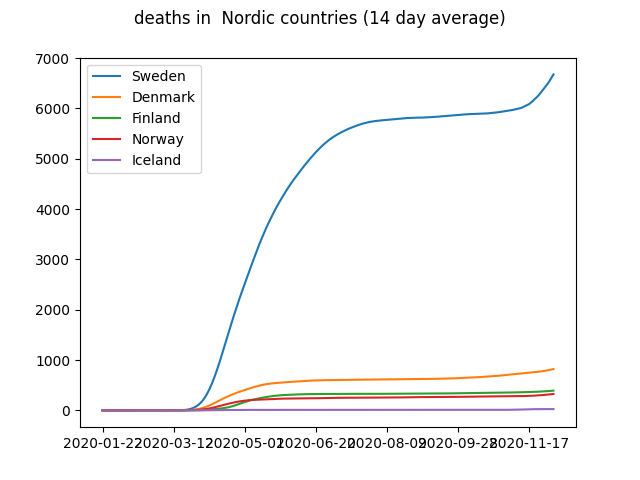 deaths in  Nordic countries (14 day average)
7000
6000
5000
4000
3000
2000
1000
0
Sweden
Denmark
Finland
Norway
Iceland
2020-01-22 2020-03-12 2020-05-01 2020-06-20 2020-08-09 2020-09-28 2020-11-17